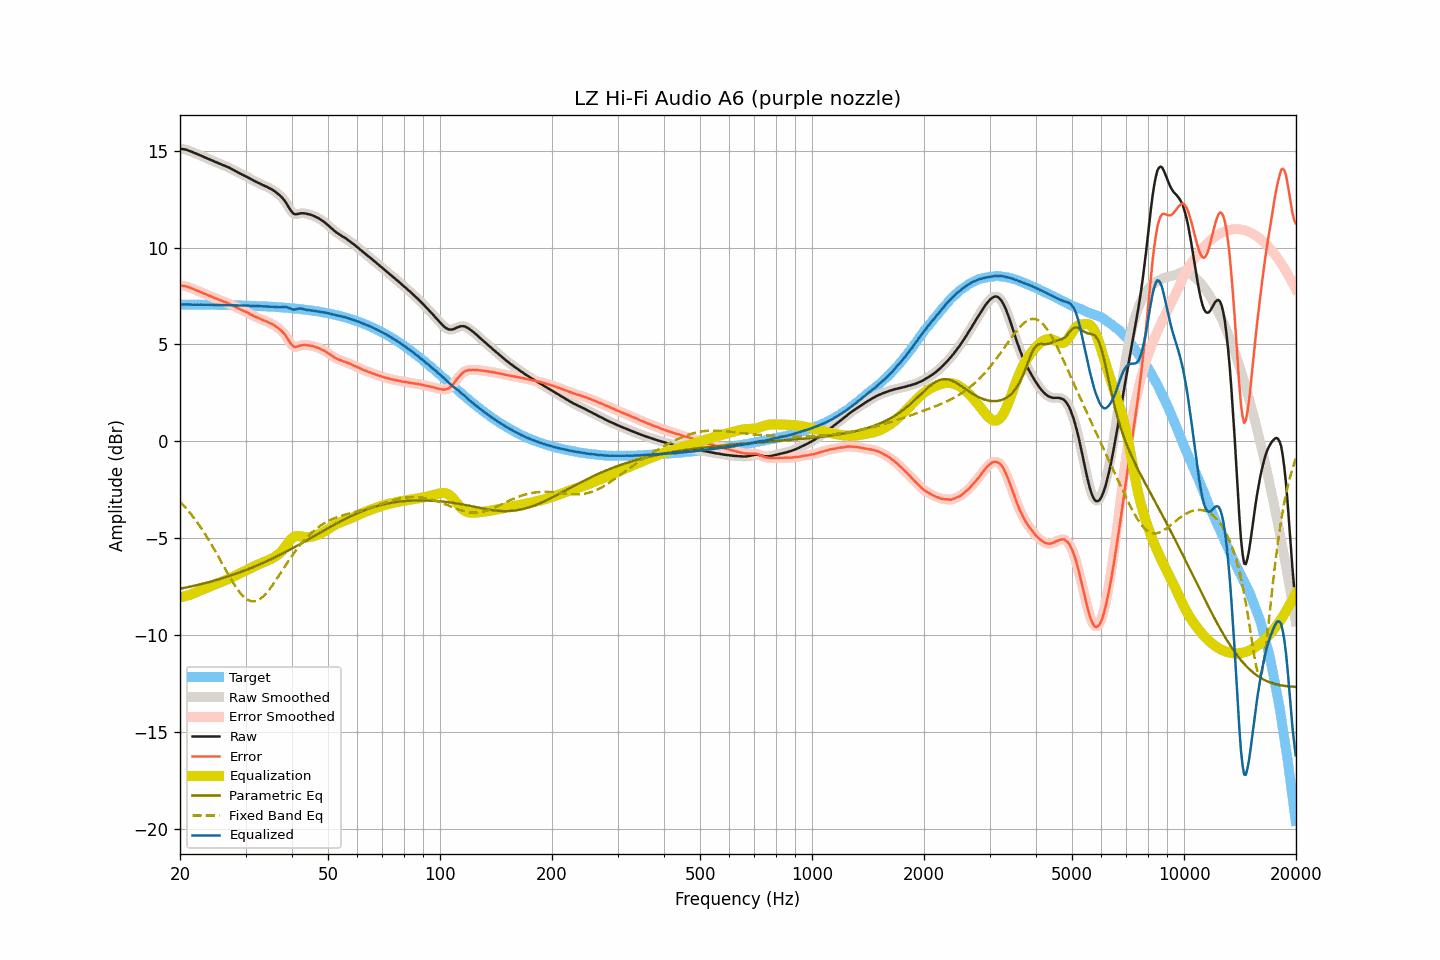 LZ Hi-Fi Audio A6 (purple nozzle)
15
10
5
0
−5
−10
−15
−20
Amplitude (dBr)
Target
Raw Smoothed
Error Smoothed
Raw
Error
Equalization
Parametric Eq
Fixed Band Eq
Equalized
20 50 100 200 500 1000 2000 5000 10000 20000
Frequency (Hz)